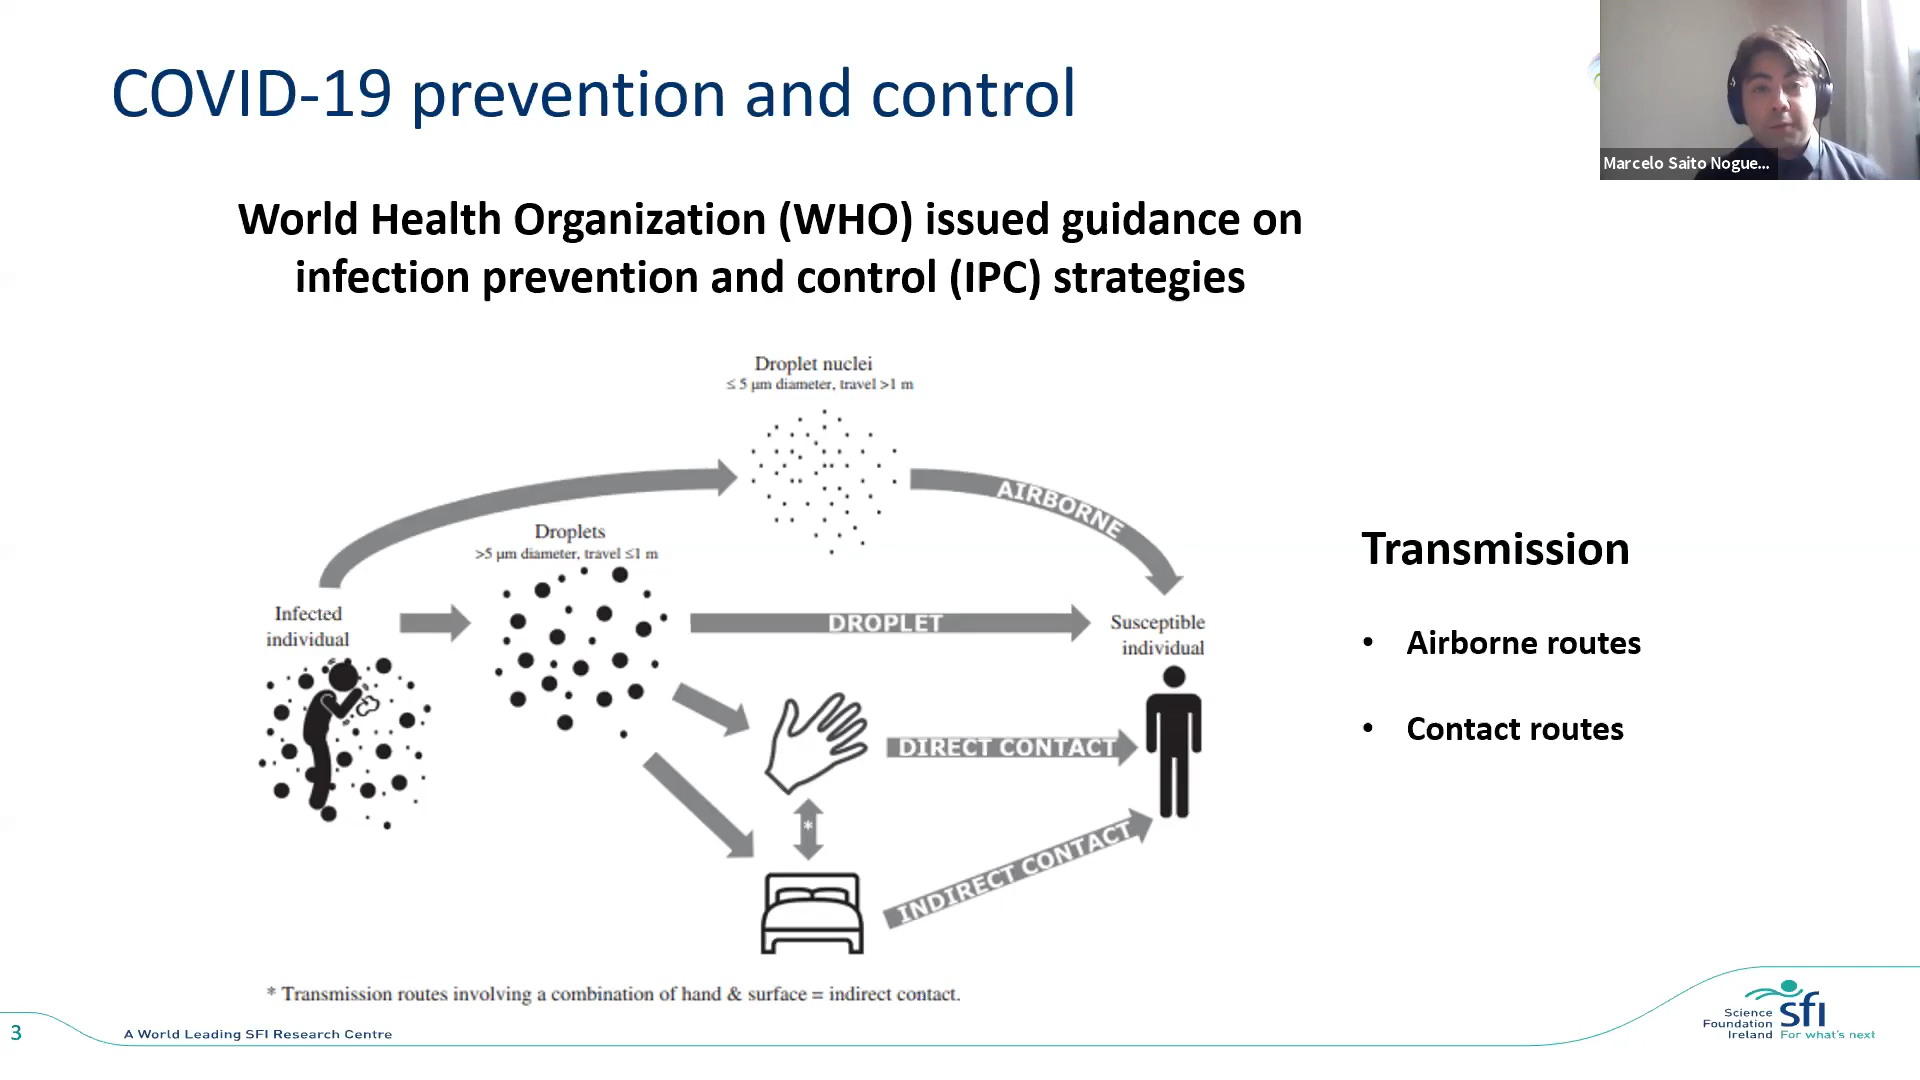 COVID-19 prevention and control
Marcelo Saito Nogue...
World Health Organization (WHO) issued guidance on
infection prevention and control (IPC) strategies
Droplet nuclei
≤ 5 μm diameter, travel >1 m
AIRBORNE
Droplets
>5 μm diameter, travel ≤1 m
Infected
individual
DROPLET
Susceptible
individual
DIRECT CONTACT
*
INDIRECT CONTACT
* Transmission routes involving a combination of hand & surface = indirect contact.
Transmission
• Airborne routes
• Contact routes
3
A World Leading SFI Research Centre
Science
Foundation
Ireland
sfi
For what's next